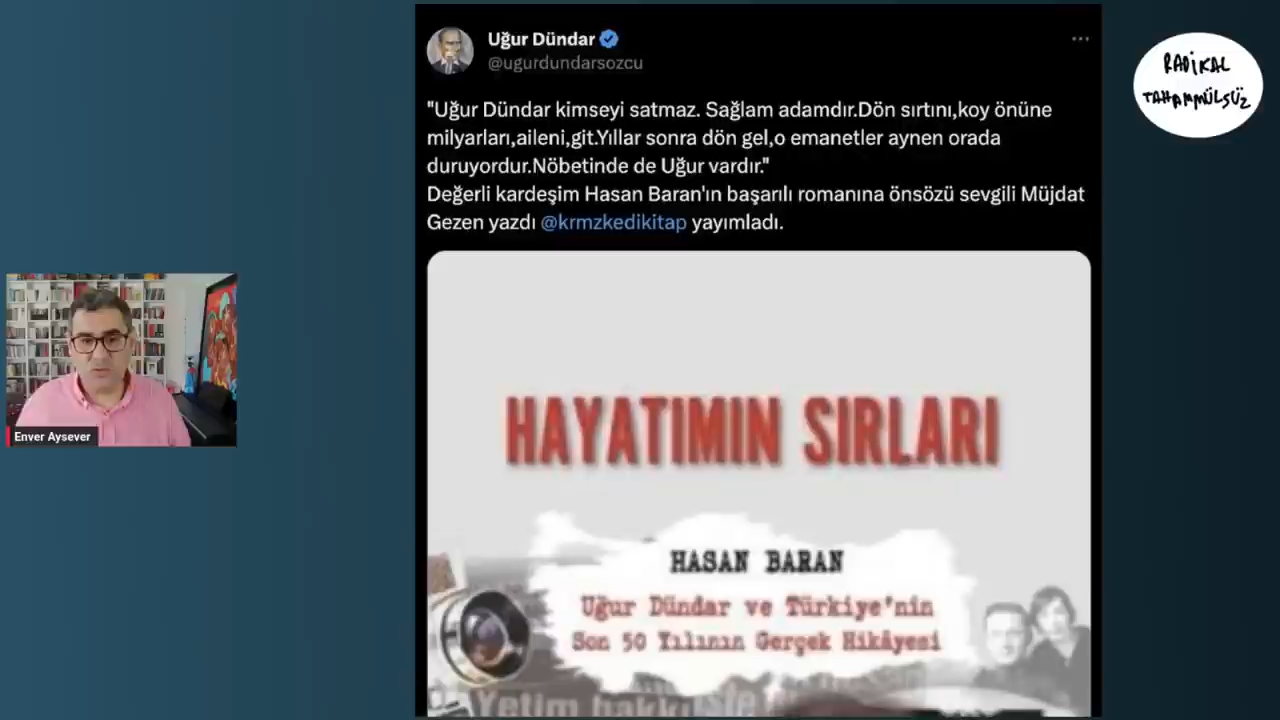 Uğur Dündar
@ugurdundarsozcu
"Uğur Dündar kimseyi satmaz. Sağlam adamdır.Dön sırtını,koy önüne
milyarları,aileni,git.Yıllar sonra dön gel,o emanetler aynen orada
duruyordur.Nöbetinde de Uğur vardır."
Değerli kardeşim Hasan Baran'ın başarılı romanına önsözü sevgili Müjdat
Gezen yazdı @krmzkedikitap yayımladı.
RADİKAL
TAHAMMÜLSÜZ
HAYATIMIN SIRLARI
HASAN BARAN
Uğur Dündar ve Türkiye'nin
Son 50 Yılının Gerçek Hikâyesi
Yetim hakkı
Enver Aysever